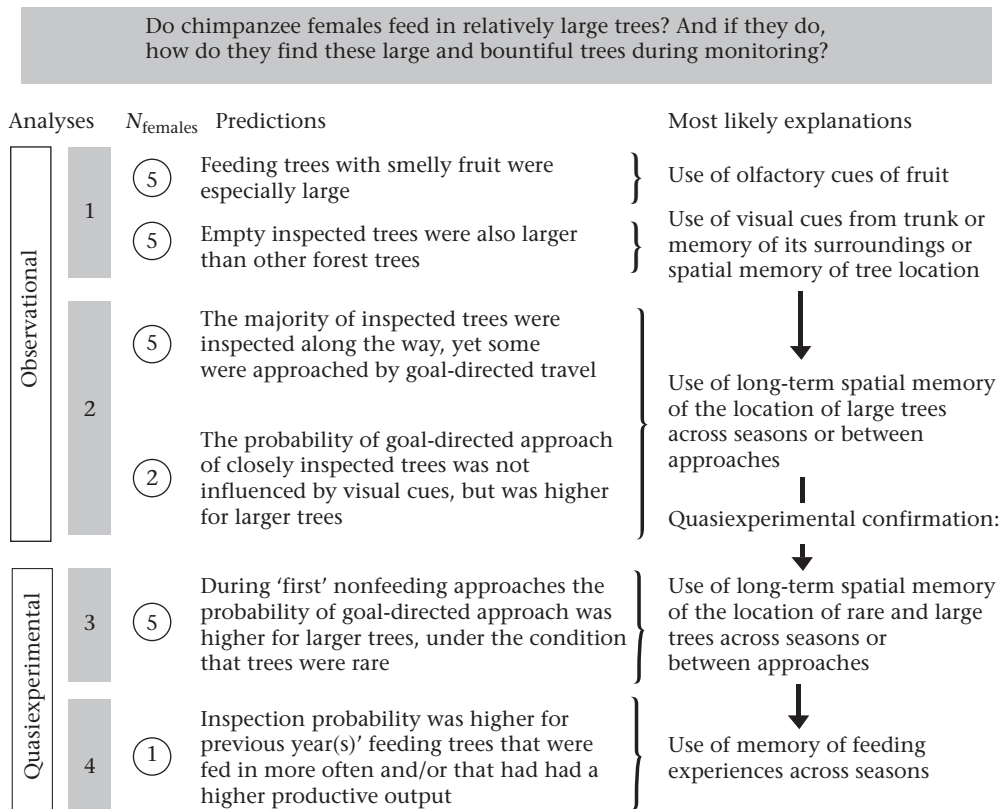 Do chimpanzee females feed in relatively large trees? And if they do,
how do they find these large and bountiful trees during monitoring?
Analyses
N females
Predictions
Most likely explanations
Observational
1
5
Feeding trees with smelly fruit were
especially large
Use of olfactory cues of fruit
5
Empty inspected trees were also larger
than other forest trees
Use of visual cues from trunk or
memory of its surroundings or
spatial memory of tree location
2
5
The majority of inspected trees were
inspected along the way, yet some
were approached by goal-directed travel
2
The probability of goal-directed approach
of closely inspected trees was not
influenced by visual cues, but was higher
for larger trees
Use of long-term spatial memory
of the location of large trees
across seasons or between
approaches
Quasiexperimental confirmation:
Quasiexperimental
3
5
During ‘first’ nonfeeding approaches the
probability of goal-directed approach was
higher for larger trees, under the condition
that trees were rare
Use of long-term spatial memory
of the location of rare and large
trees across seasons or
between approaches
4
1
Inspection probability was higher for
previous year(s)’ feeding trees that were
fed in more often and/or that had had a
higher productive output
Use of memory of feeding
experiences across seasons